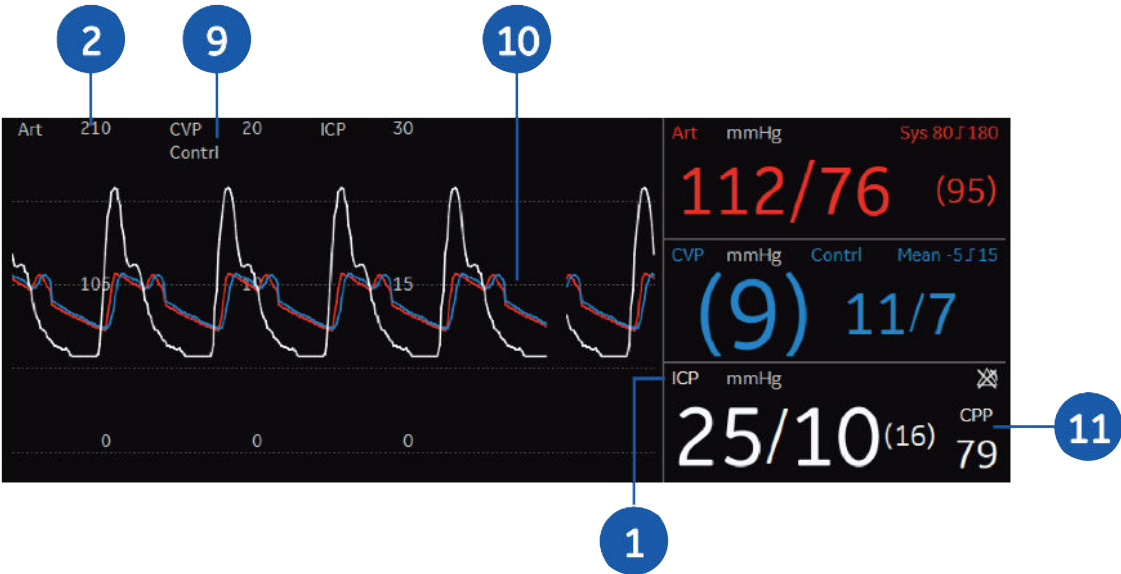 2 9 10
Art 210 CVP 20 ICP 30
Contrl
105 10 15
0 0 0
Art mmHg Sys 80⎍180
112/76 (95)
CVP mmHg Contrl Mean -5⎍15
(9) 11/7
ICP mmHg
25/10 (16) CPP 79
11
1